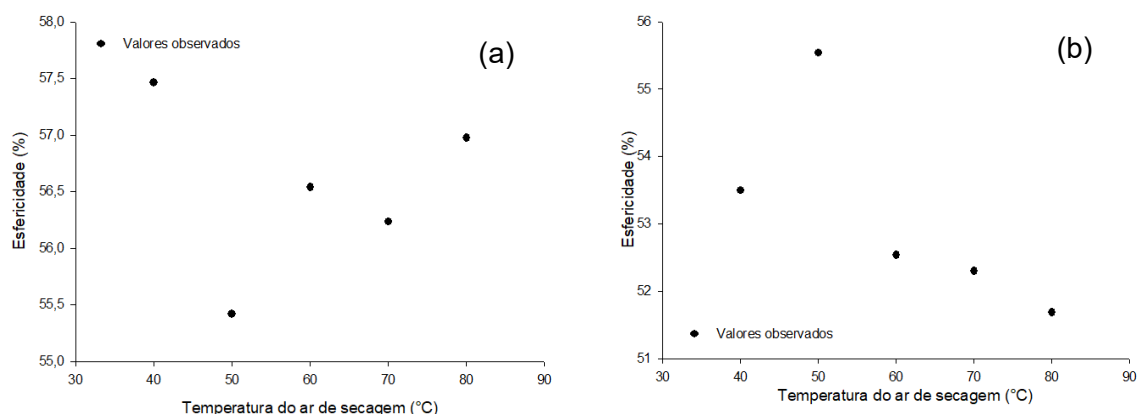 58,0
Valores observados
(a)
57,5
57,0
56,5
56,0
55,5
55,0
Esfericidade (%)
30 40 50 60 70 80 90
Temperatura do ar de secagem (°C)
56
(b)
55
54
53
52
51
Esfericidade (%)
Valores observados
30 40 50 60 70 80 90
Temperatura do ar de secagem (°C)